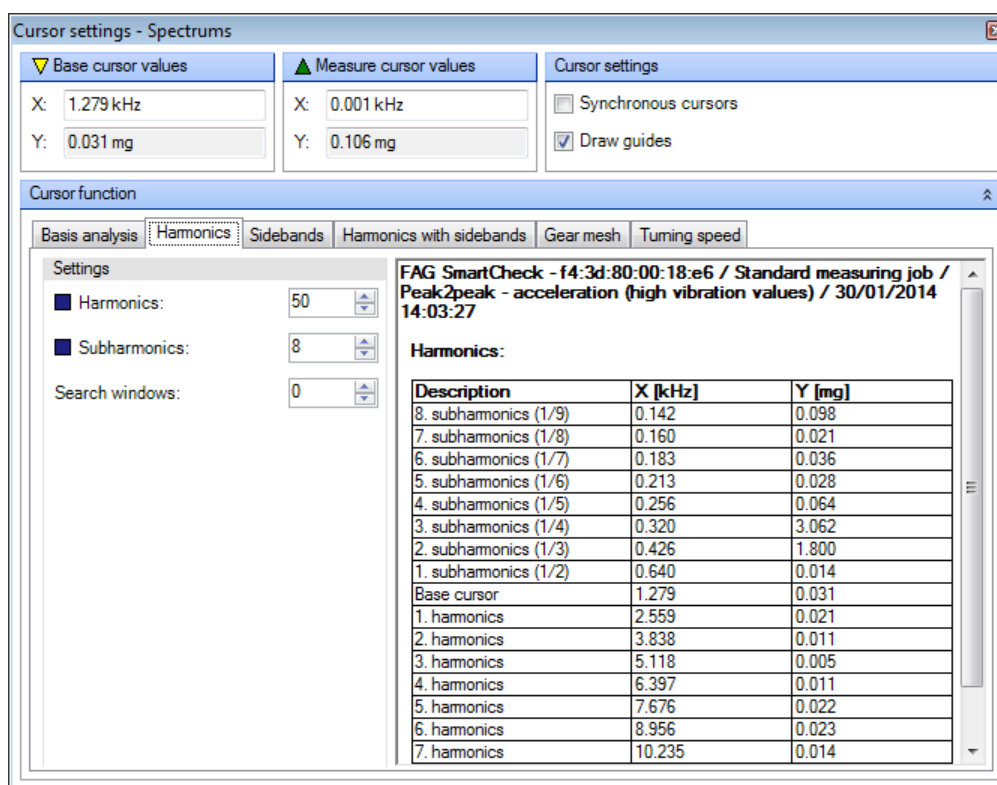 Cursor settings - Spectrums
Base cursor values
X: 1.279 kHz
Y: 0.031 mg
Measure cursor values
X: 0.001 kHz
Y: 0.106 mg
Cursor settings
Synchronous cursors
Draw guides
Cursor function
Basis analysis Harmonics Sidebands Harmonics with sidebands Gear mesh Turning speed
Settings
Harmonics: 50
Subharmonics: 8
Search windows: 0
FAG SmartCheck - f4:3d:80:00:18:e6 / Standard measuring job /
Peak2peak - acceleration (high vibration values) / 30/01/2014
14:03:27
Harmonics:
Description X [kHz] Y [mg]
8. subharmonics (1/9) 0.142 0.098
7. subharmonics (1/8) 0.160 0.021
6. subharmonics (1/7) 0.183 0.036
5. subharmonics (1/6) 0.213 0.028
4. subharmonics (1/5) 0.256 0.064
3. subharmonics (1/4) 0.320 3.062
2. subharmonics (1/3) 0.426 1.800
1. subharmonics (1/2) 0.640 0.014
Base cursor 1.279 0.031
1. harmonics 2.559 0.021
2. harmonics 3.838 0.011
3. harmonics 5.118 0.005
4. harmonics 6.397 0.011
5. harmonics 7.676 0.022
6. harmonics 8.956 0.023
7. harmonics 10.235 0.014